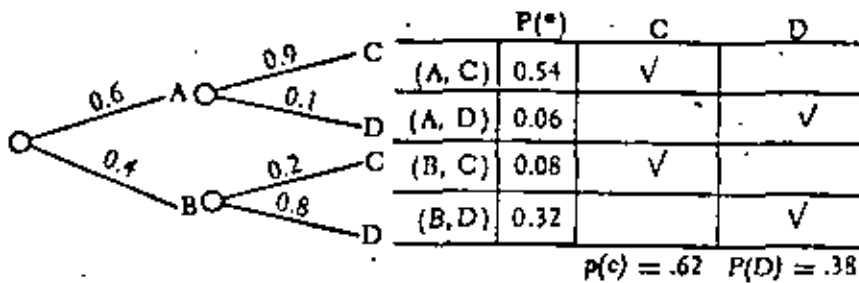 P(*) C D
0.9 C
(A, C) 0.54 √
0.6 A
0.1 D
(A, D) 0.06 √
0.4 B
0.2 C
(B, C) 0.08 √
0.8 D
(B,D) 0.32 √
p(c) = .62 P(D) = .38